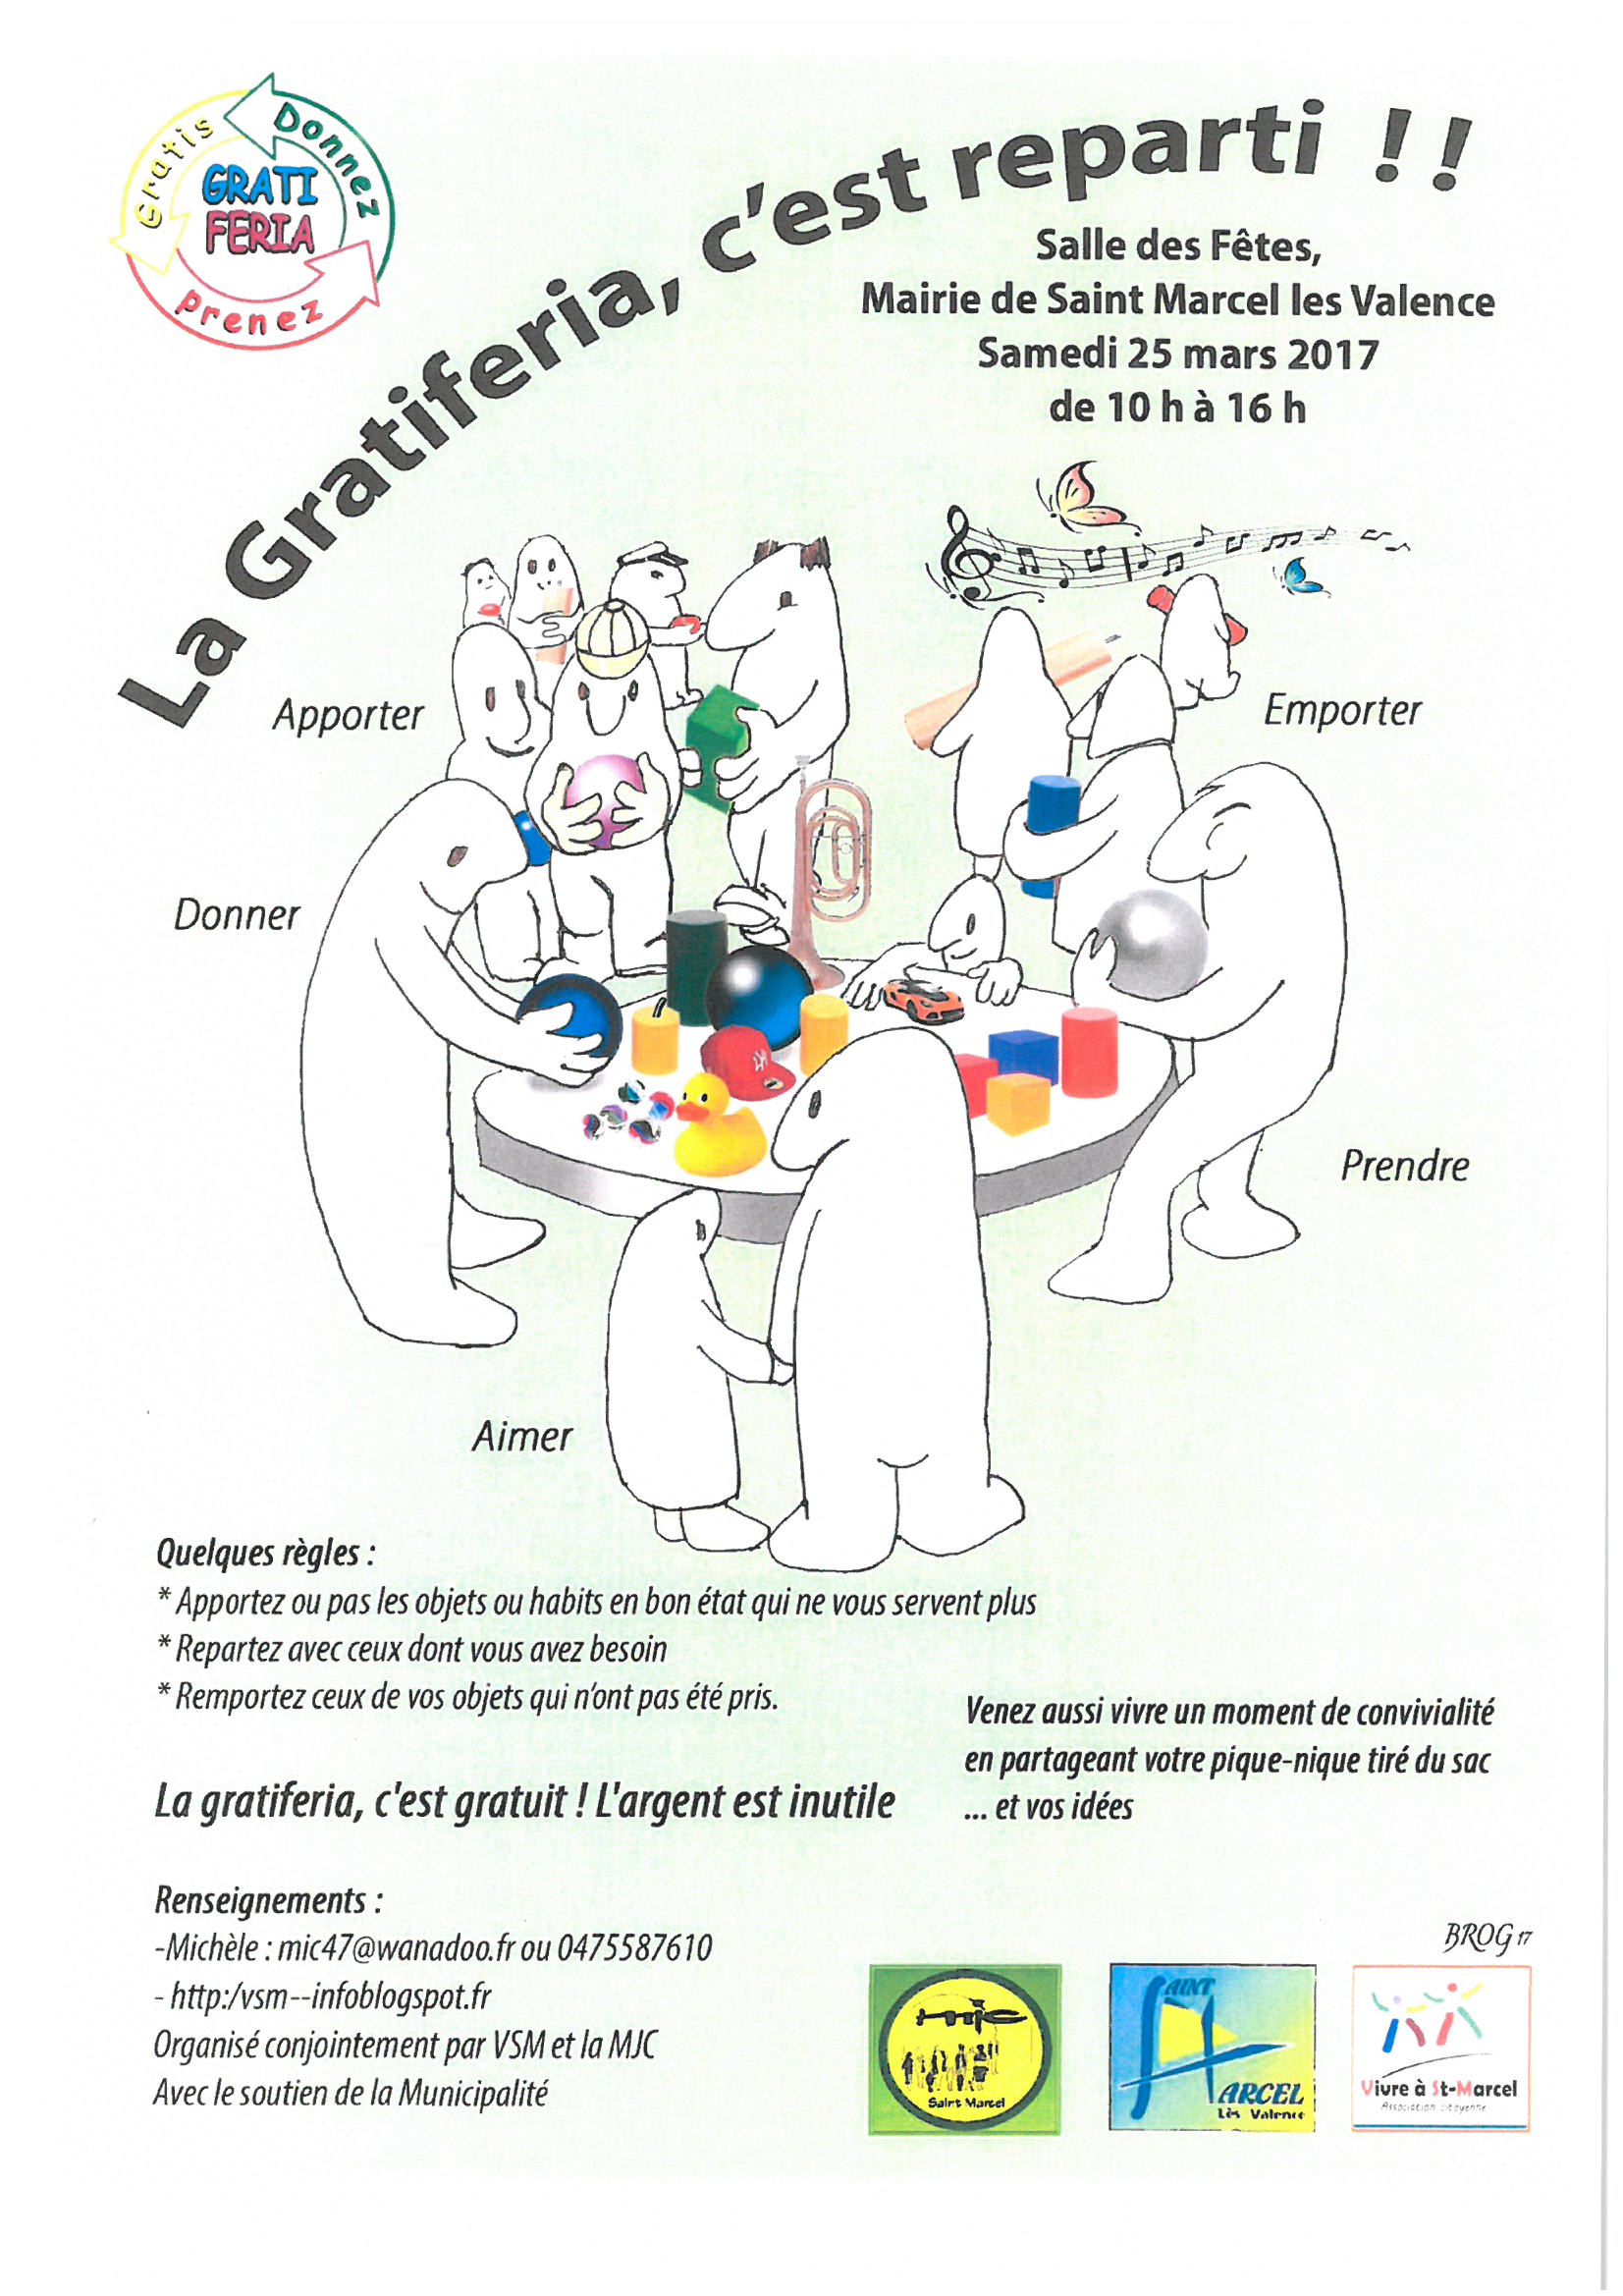 Gratis
Donnez
GRATI
FERIA
prenez
La Gratiferia, c'est reparti !!
Salle des Fêtes,
Mairie de Saint Marcel les Valence
Samedi 25 mars 2017
de 10 h à 16 h
Apporter
Emporter
Donner
Prendre
Aimer
Quelques règles :
* Apportez ou pas les objets ou habits en bon état qui ne vous servent plus
* Repartez avec ceux dont vous avez besoin
* Remportez ceux de vos objets qui n'ont pas été pris.
Venez aussi vivre un moment de convivialité
en partageant votre pique-nique tiré du sac
... et vos idées
La gratiferia, c'est gratuit ! L'argent est inutile
Renseignements :
-Michèle : mic47@wanadoo.fr ou 0475587610
- http:/vsm--infoblogspot.fr
Organisé conjointement par VSM et la MJC
Avec le soutien de la Municipalité
BROG 17
mjc
Saint Marcel
SAINT
MARCEL
Lès Valence
Vivre à St-Marcel
Association citoyenne